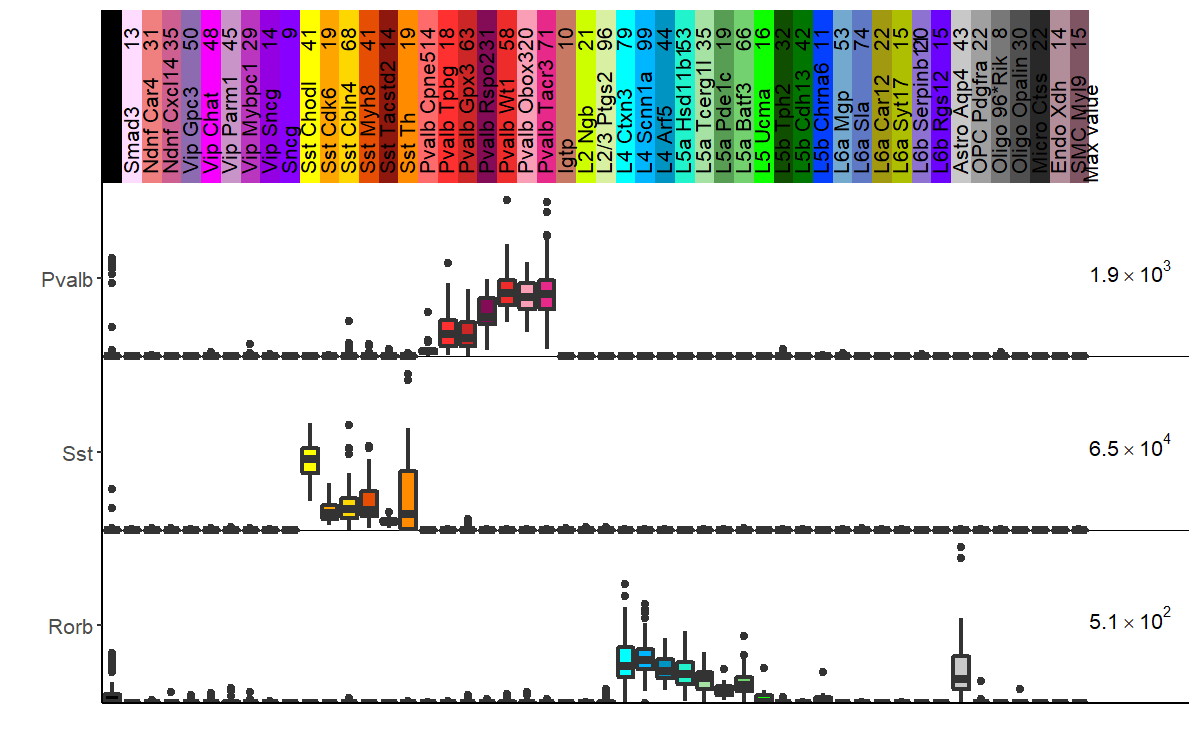 Smad3 13
Ndnf Car4 31
Ndnf Cxcl14 35
Vip Gpc3 50
Vip Chat 48
Vip Parm1 45
Vip Mybpc1 29
Vip Sncg 14
Sncg 9
Sst Chodl 41
Sst Cdk6 19
Sst Cbln4 68
Sst Myh8 41
Sst Tacstd2 14
Sst Th 19
Pvalb Cpne5 14
Pvalb Tpbg 18
Pvalb Gpx3 63
Pvalb Rspo2 31
Pvalb Wt1 58
Pvalb Obox3 20
Pvalb Tacr3 71
Igtp 10
L2 Ngb 21
L2/3 Ptgs2 96
L4 Ctxn3 79
L4 Scnn1a 99
L4 Arf5 44
L5a Hsd11b1 53
L5a Tcerg1l 35
L5a Pde1c 19
L5a Batf3 66
L5 Ucma 16
L5b Tph2 32
L5b Cdh13 42
L5b Chrna6 11
L6a Mgp 53
L6a Sla 74
L6a Car12 24
L6a Syt17 15
L6b
L6b Rgs12 15
Astro Aqp4 43
OPC Pdgfra 22
Oligo 96*Rik 8
Oligo Opalin 30
Micro Ctss 22
Endo Xdh 14
SMC Myl9 15
Max value
Pvalb 1.9 × 10³
Sst 6.5 × 10⁴
Rorb 5.1 × 10²